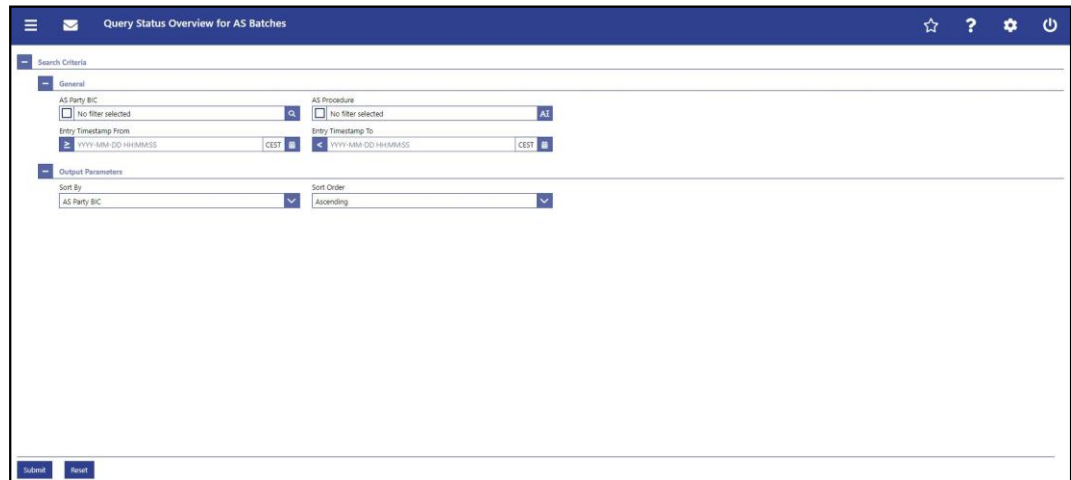 Query Status Overview for AS Batches
?
Search Criteria
General
AS Party BIC AS Procedure
No filter selected No filter selected AI
Entry Timestamp From Entry Timestamp To
≥ YYYY-MM-DD HH:MM:SS CEST < YYYY-MM-DD HH:MM:SS CEST
Output Parameters
Sort By Sort Order
AS Party BIC Ascending
Submit Reset